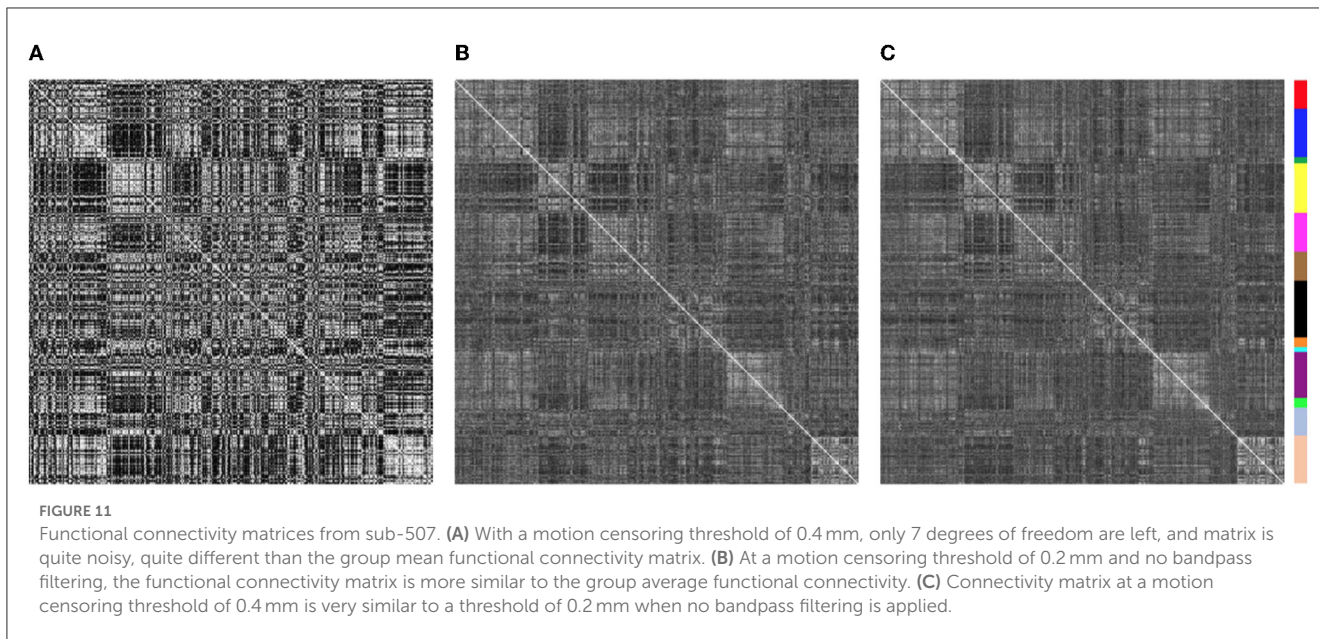 A B C
FIGURE 11
Functional connectivity matrices from sub-507. (A) With a motion censoring threshold of 0.4 mm, only 7 degrees of freedom are left, and matrix is
quite noisy, quite different than the group mean functional connectivity matrix. (B) At a motion censoring threshold of 0.2 mm and no bandpass
filtering, the functional connectivity matrix is more similar to the group average functional connectivity. (C) Connectivity matrix at a motion
censoring threshold of 0.4 mm is very similar to a threshold of 0.2 mm when no bandpass filtering is applied.